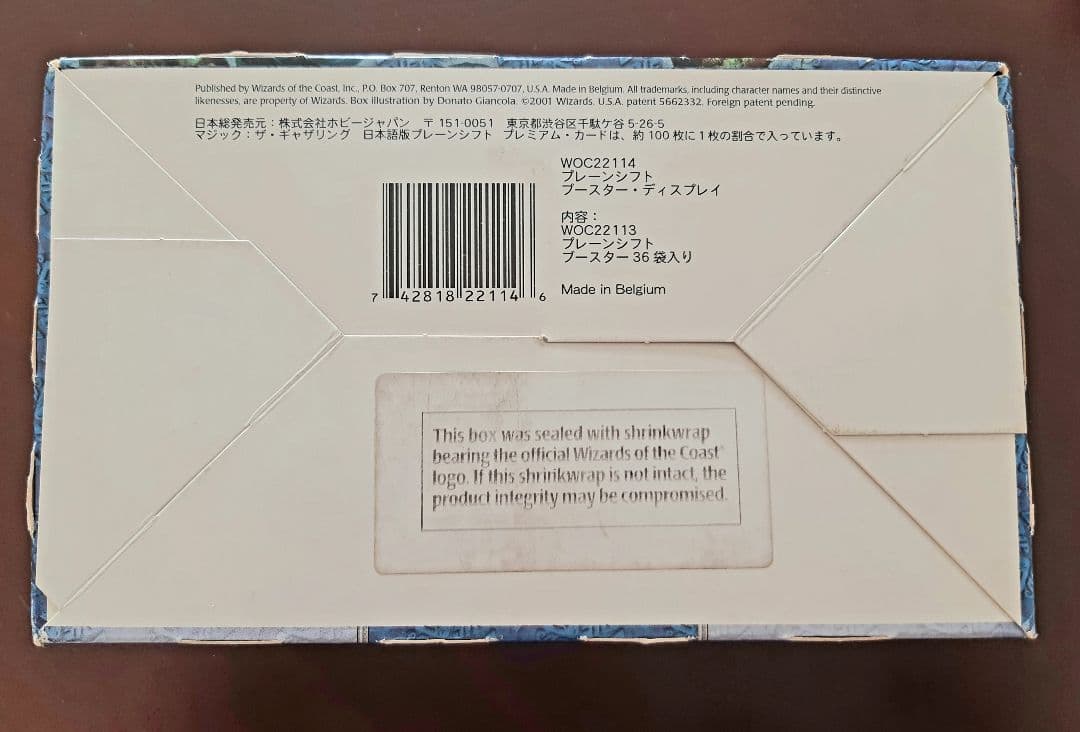 Published by Wizards of the Coast, Inc., P.O. Box 707, Renton WA 98057-0707, U.S.A. Made in Belgium. All trademarks, including character names and their distinctive
likenesses, are property of Wizards. Box illustration by Donato Giancola. ©2001 Wizards. U.S.A. patent 5662332. Foreign patent pending.
日本総発売元：株式会社ホビージャパン　〒151-0051　東京都渋谷区千駄ケ谷 5-26-5
マジック：ザ・ギャザリング　日本語版プレーンシフト　プレミアム・カードは、約100枚に1枚の割合で入っています。
WOC22114
プレーンシフト
ブースター・ディスプレイ
内容：
WOC22113
プレーンシフト
ブースター36袋入り
Made in Belgium
7 42818 22114 6
This box was sealed with shrinkwrap
bearing the official Wizards of the Coast
logo. If this shrinkwrap is not intact, the
product integrity may be compromised.